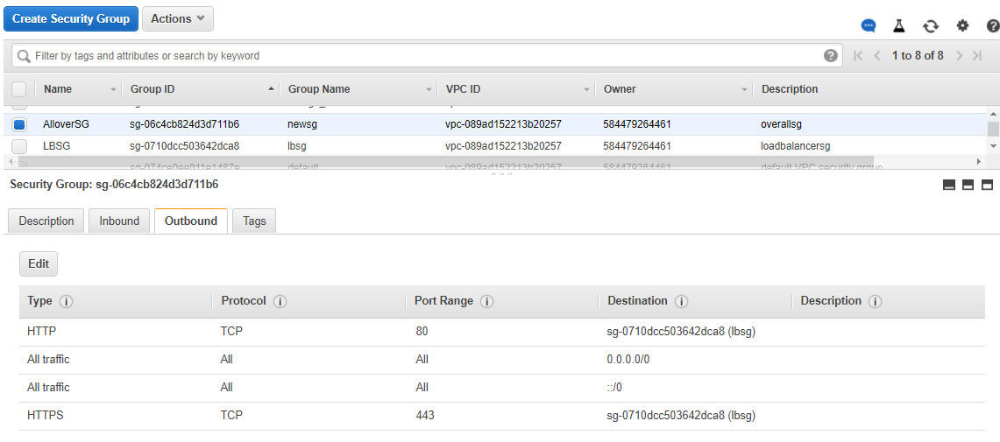 Create Security Group Actions
Filter by tags and attributes or search by keyword 1 to 8 of 8
Name Group ID Group Name VPC ID Owner Description
AlloverSG sg-06c4cb824d3d711b6 newsg vpc-089ad152213b20257 584479264461 overallsg
LBSG sg-0710dcc503642dca8 lbsg vpc-089ad152213b20257 584479264461 loadbalancersg
sg-074ce0ee011e1487e default vpc-089ad152213b20257 584479264461 default VPC security group
Security Group: sg-06c4cb824d3d711b6
Description Inbound Outbound Tags
Edit
Type Protocol Port Range Destination Description
HTTP TCP 80 sg-0710dcc503642dca8 (lbsg)
All traffic All All 0.0.0.0/0
All traffic All All ::/0
HTTPS TCP 443 sg-0710dcc503642dca8 (lbsg)